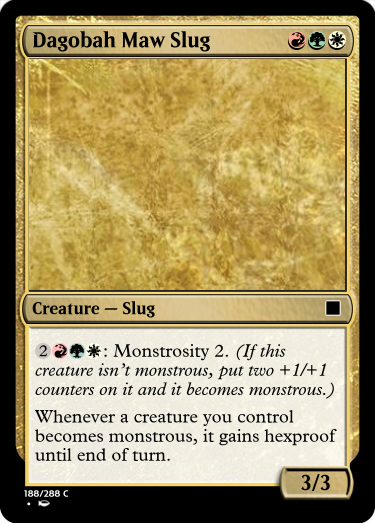 Dagobah Maw Slug
Creature — Slug
2: Monstrosity 2. (If this
creature isn't monstrous, put two +1/+1
counters on it and it becomes monstrous.)
Whenever a creature you control
becomes monstrous, it gains hexproof
until end of turn.
3/3
188/288 C